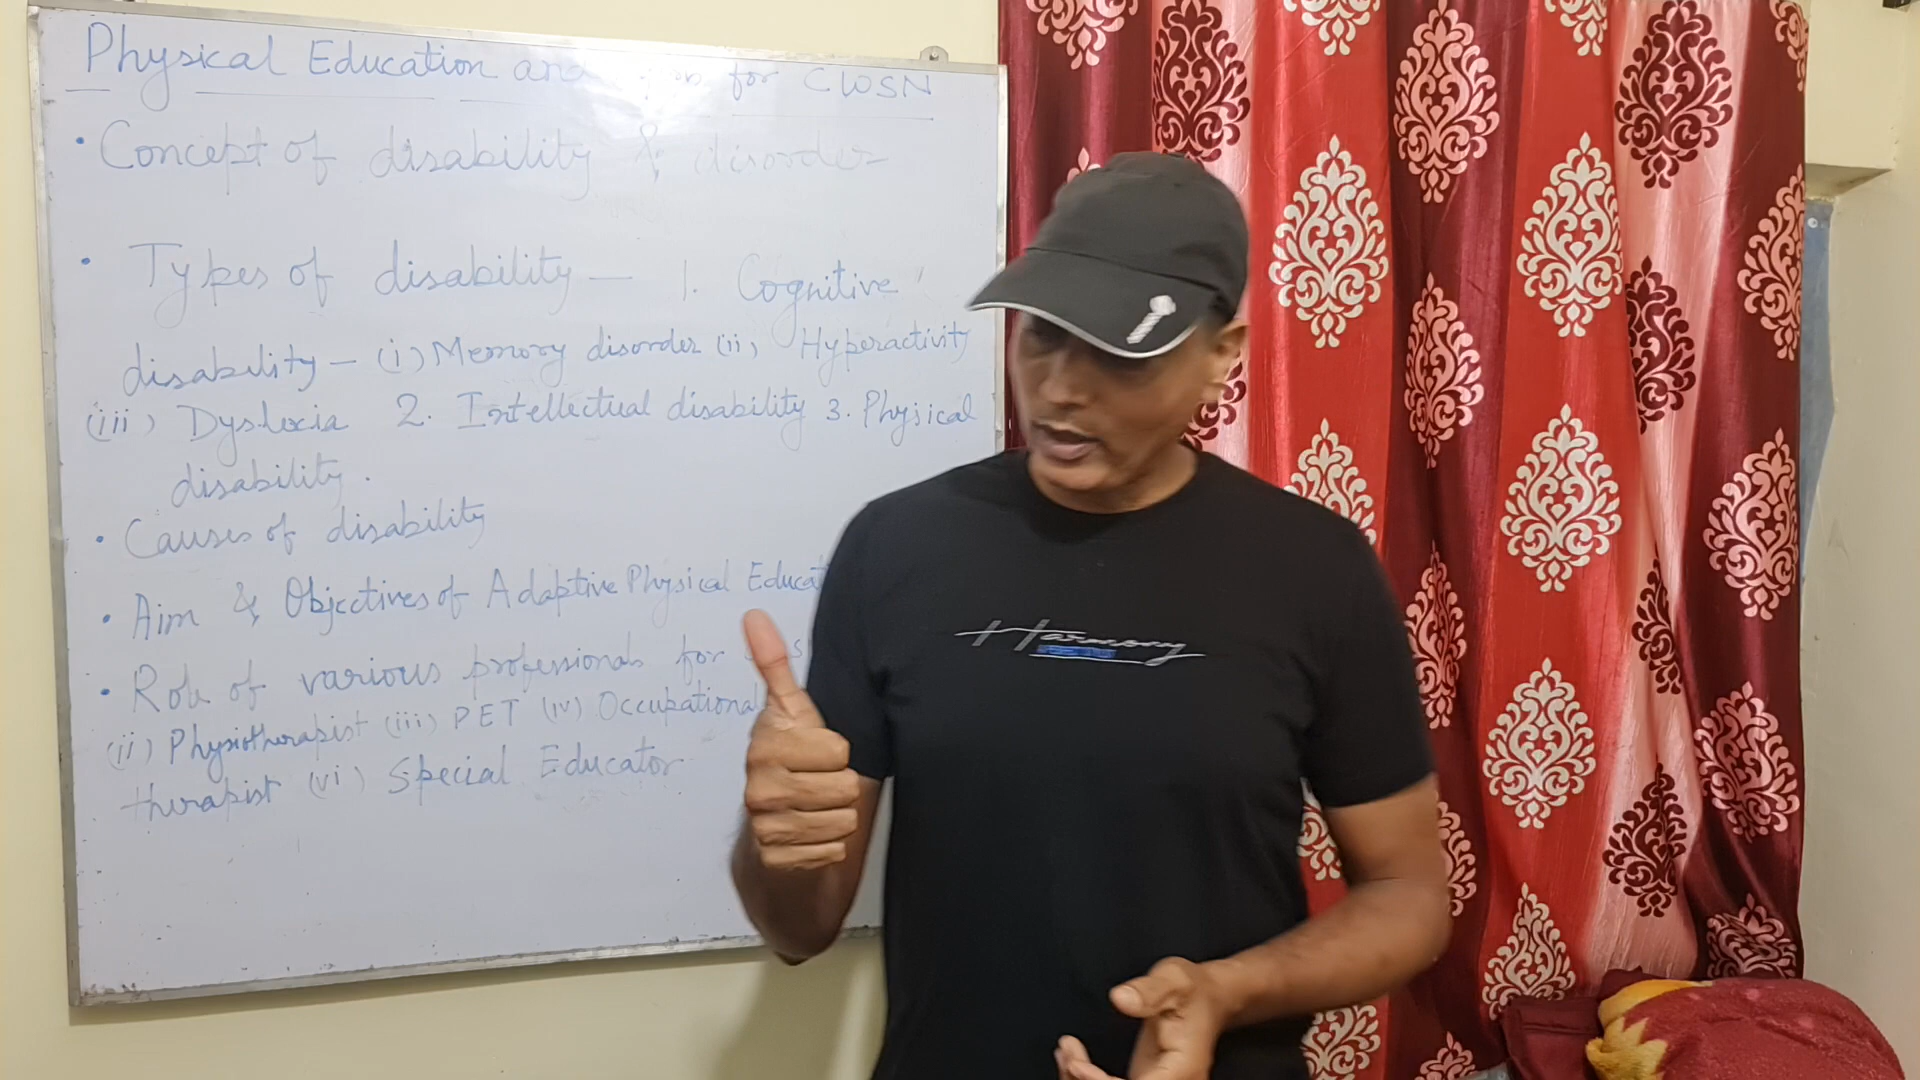 Physical Education and for CWSN
• Concept of disability & disorder
• Types of disability — 1. Cognitive
disability — (i) Memory disorder (ii) Hyperactivity
(iii) Dyslexia 2. Intellectual disability 3. Physical
disability.
• Causes of disability
• Aim & Objectives of Adaptive Physical Educat
• Role of various professionals for
(ii) Physiotherapist (iii) PET (iv) Occupational
therapist (vi) Special Educator
Harmony